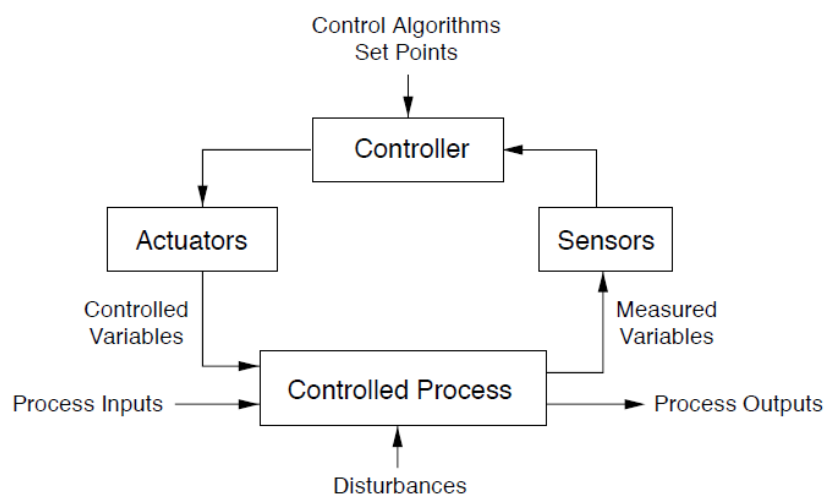 Control Algorithms
Set Points
Controller
Actuators
Sensors
Controlled
Variables
Measured
Variables
Controlled Process
Process Inputs
Process Outputs
Disturbances